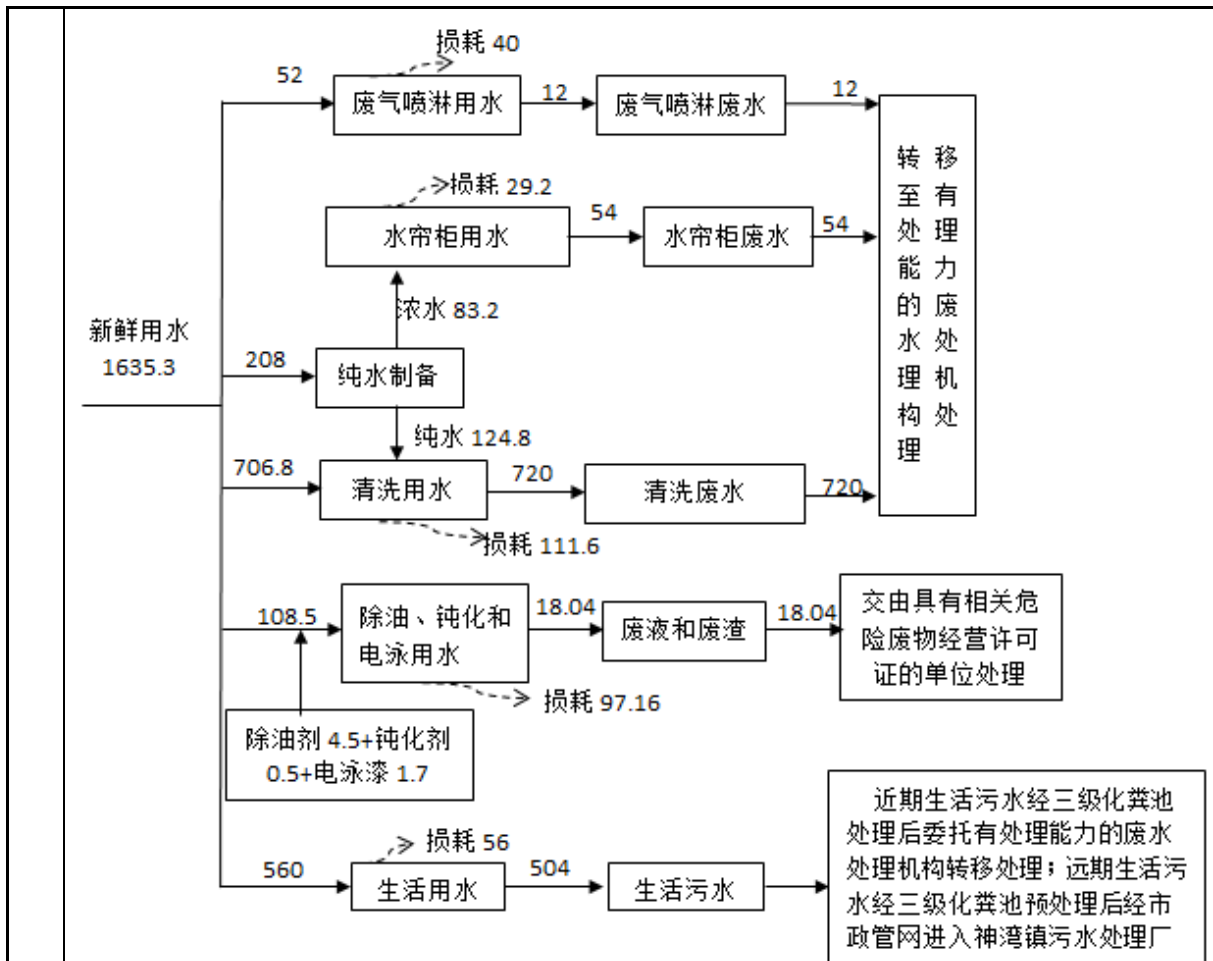 损耗 40
52
废气喷淋用水
12
废气喷淋废水
12
转移至有处理能力的废水处理机构处理
损耗 29.2
水帘柜用水
54
水帘柜废水
54
浓水 83.2
新鲜用水
1635.3
208
纯水制备
纯水 124.8
706.8
清洗用水
720
清洗废水
720
损耗 111.6
108.5
除油、钝化和
电泳用水
18.04
废液和废渣
18.04
交由具有相关危
险废物经营许可
证的单位处理
损耗 97.16
除油剂 4.5+钝化剂
0.5+电泳漆 1.7
损耗 56
560
生活用水
504
生活污水
近期生活污水经三级化粪池
处理后委托有处理能力的废水
处理机构转移处理；远期生活污
水经三级化粪池预处理后经市
政管网进入神湾镇污水处理厂